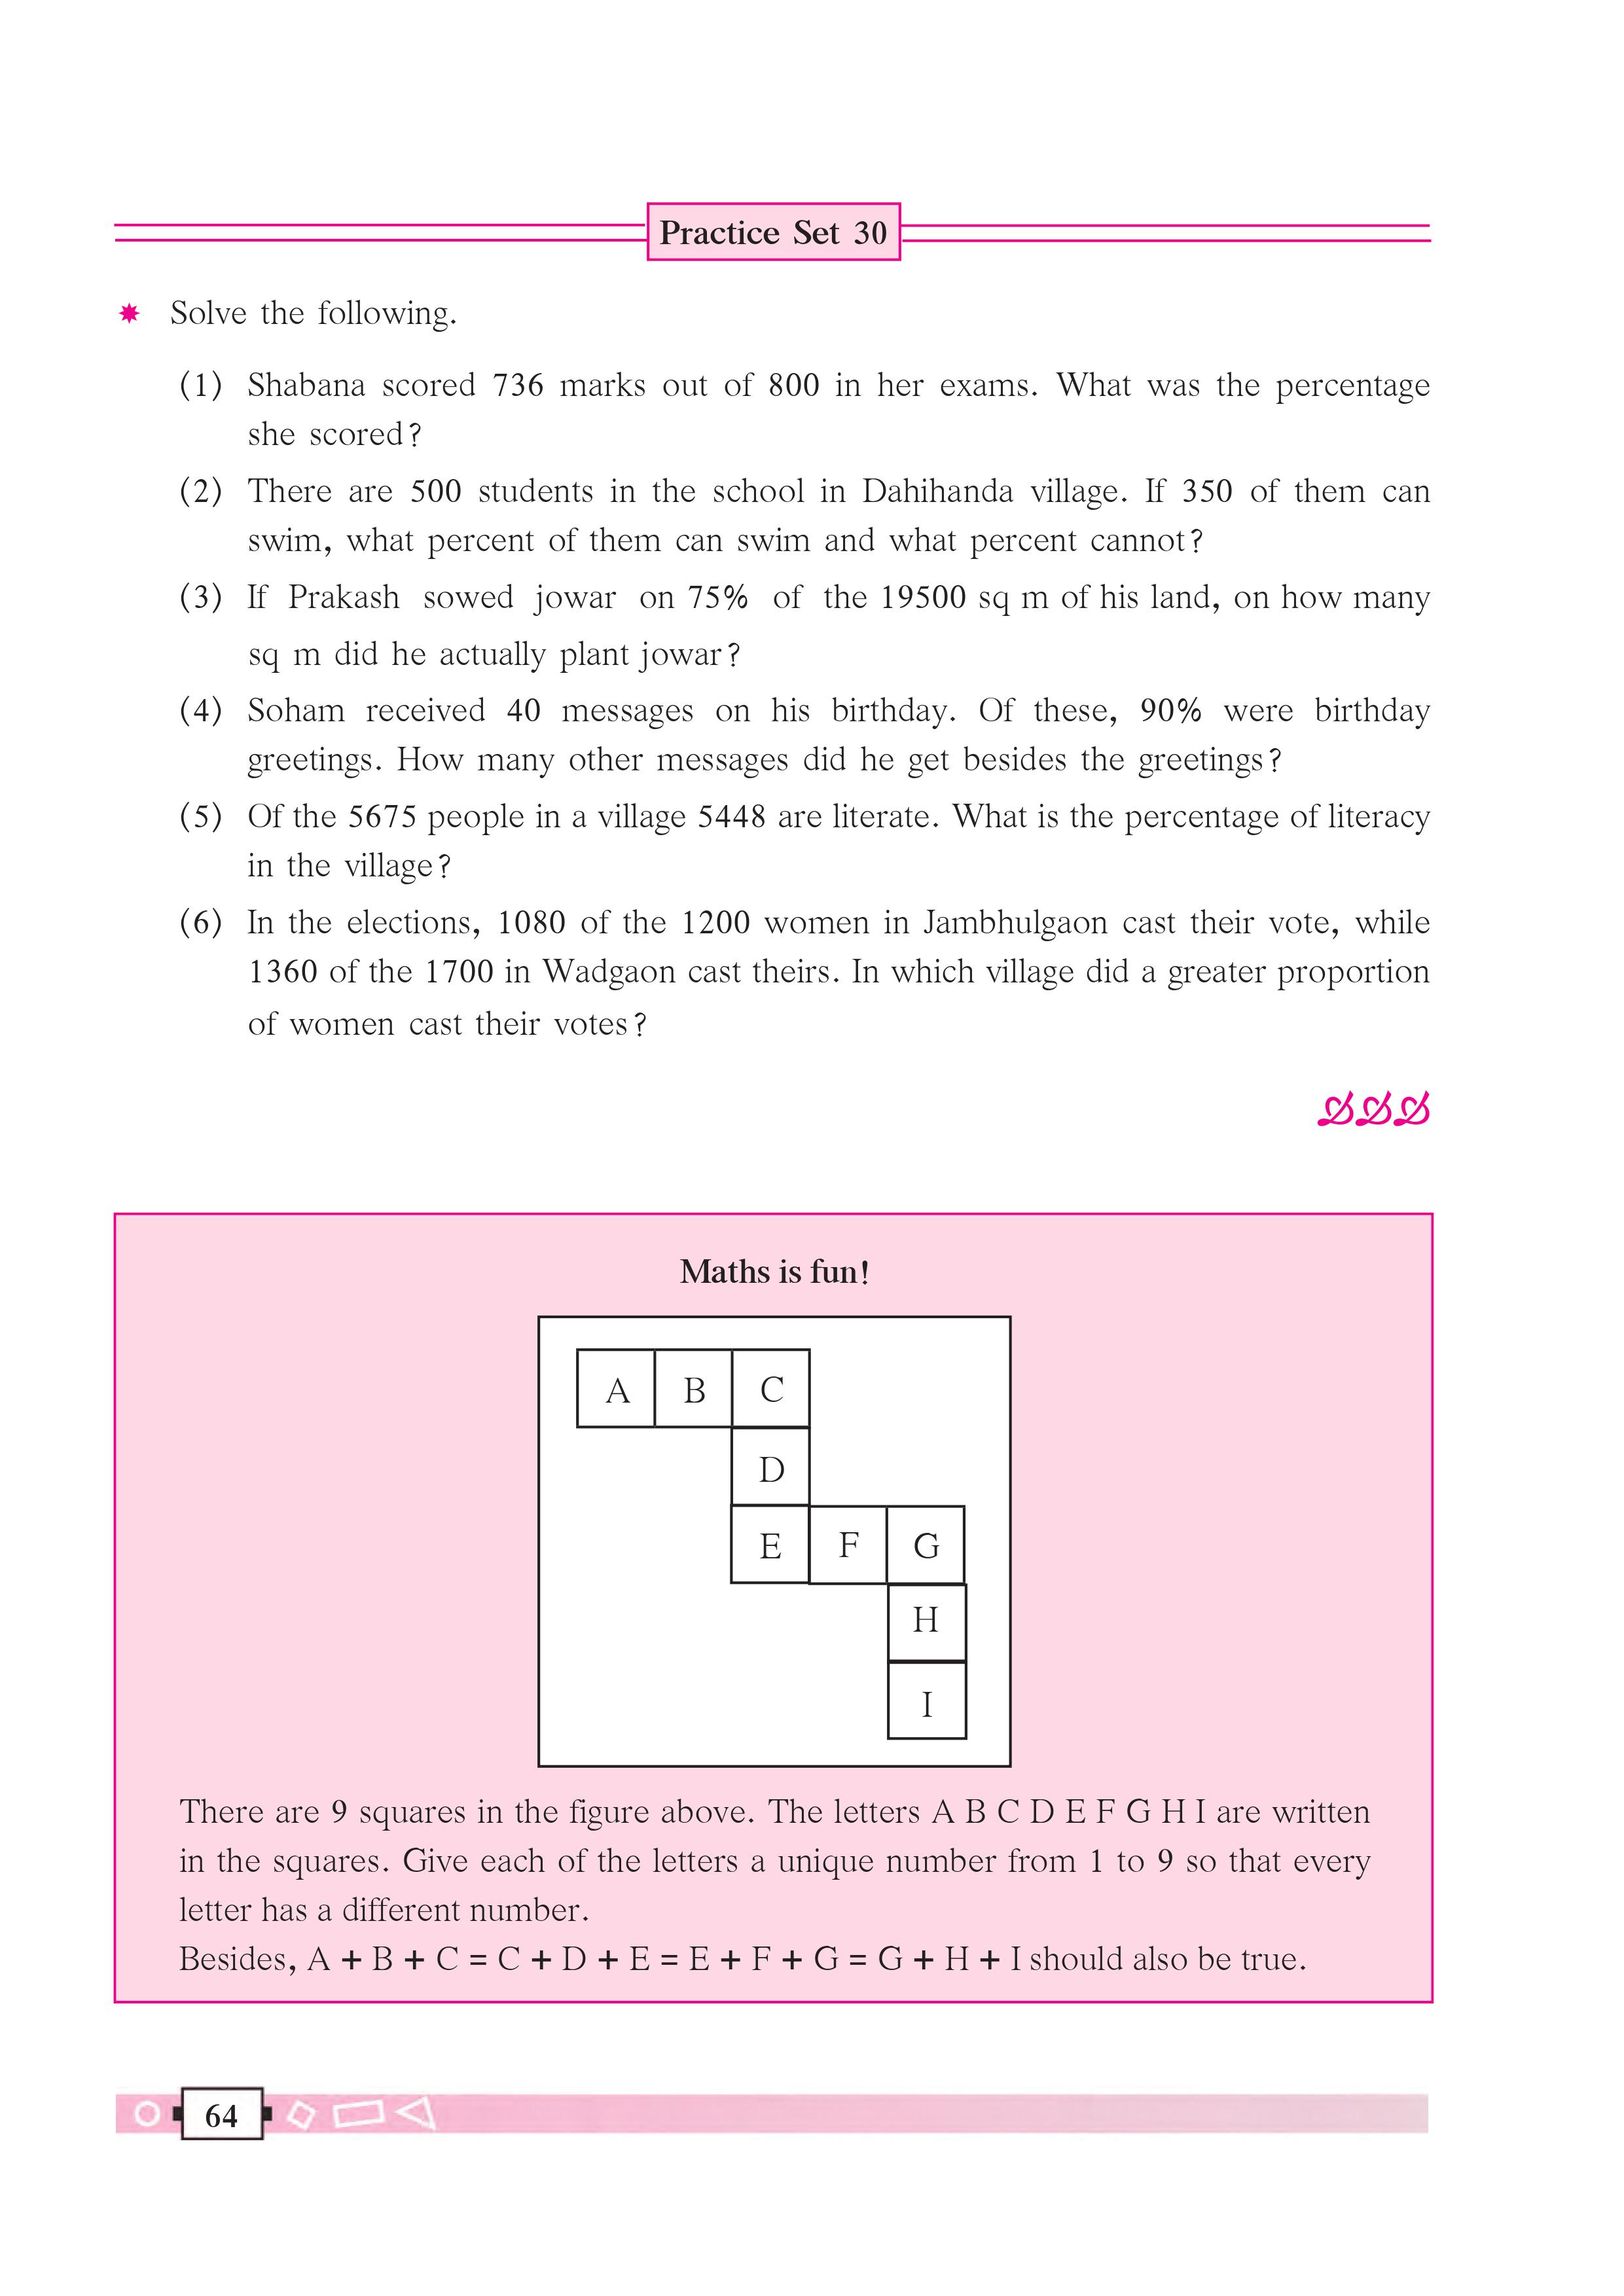 Practice Set 30
Solve the following.
(1) Shabana scored 736 marks out of 800 in her exams. What was the percentage
she scored?
(2) There are 500 students in the school in Dahihanda village. If 350 of them can
swim, what percent of them can swim and what percent cannot?
(3) If Prakash sowed jowar on 75% of the 19500 sq m of his land, on how many
sq m did he actually plant jowar?
(4) Soham received 40 messages on his birthday. Of these, 90% were birthday
greetings. How many other messages did he get besides the greetings?
(5) Of the 5675 people in a village 5448 are literate. What is the percentage of literacy
in the village?
(6) In the elections, 1080 of the 1200 women in Jambhulgaon cast their vote, while
1360 of the 1700 in Wadgaon cast theirs. In which village did a greater proportion
of women cast their votes?
Maths is fun!
A B C
D
E F G
H
I
There are 9 squares in the figure above. The letters A B C D E F G H I are written
in the squares. Give each of the letters a unique number from 1 to 9 so that every
letter has a different number.
Besides, A + B + C = C + D + E = E + F + G = G + H + I should also be true.
64